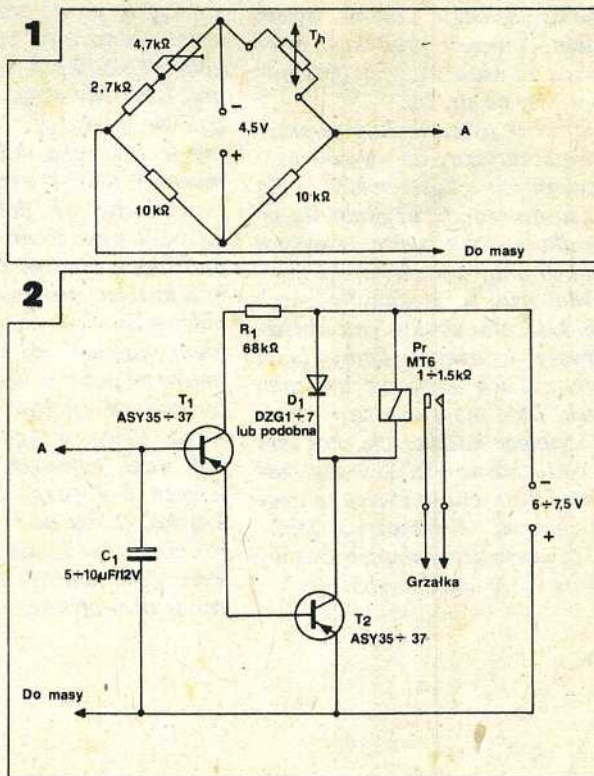 1
4,7kΩ
Th
2,7kΩ
−
4,5V
+
A
10kΩ
10kΩ
Do masy
2
R1
68kΩ
Pr
MT6
1÷1.5kΩ
T1
ASY35÷37
D1
DZG1÷7
lub podobna
A
−
6÷7,5 V
+
C1
5÷10µF/12V
Grzałka
T2
ASY35÷37
Do masy